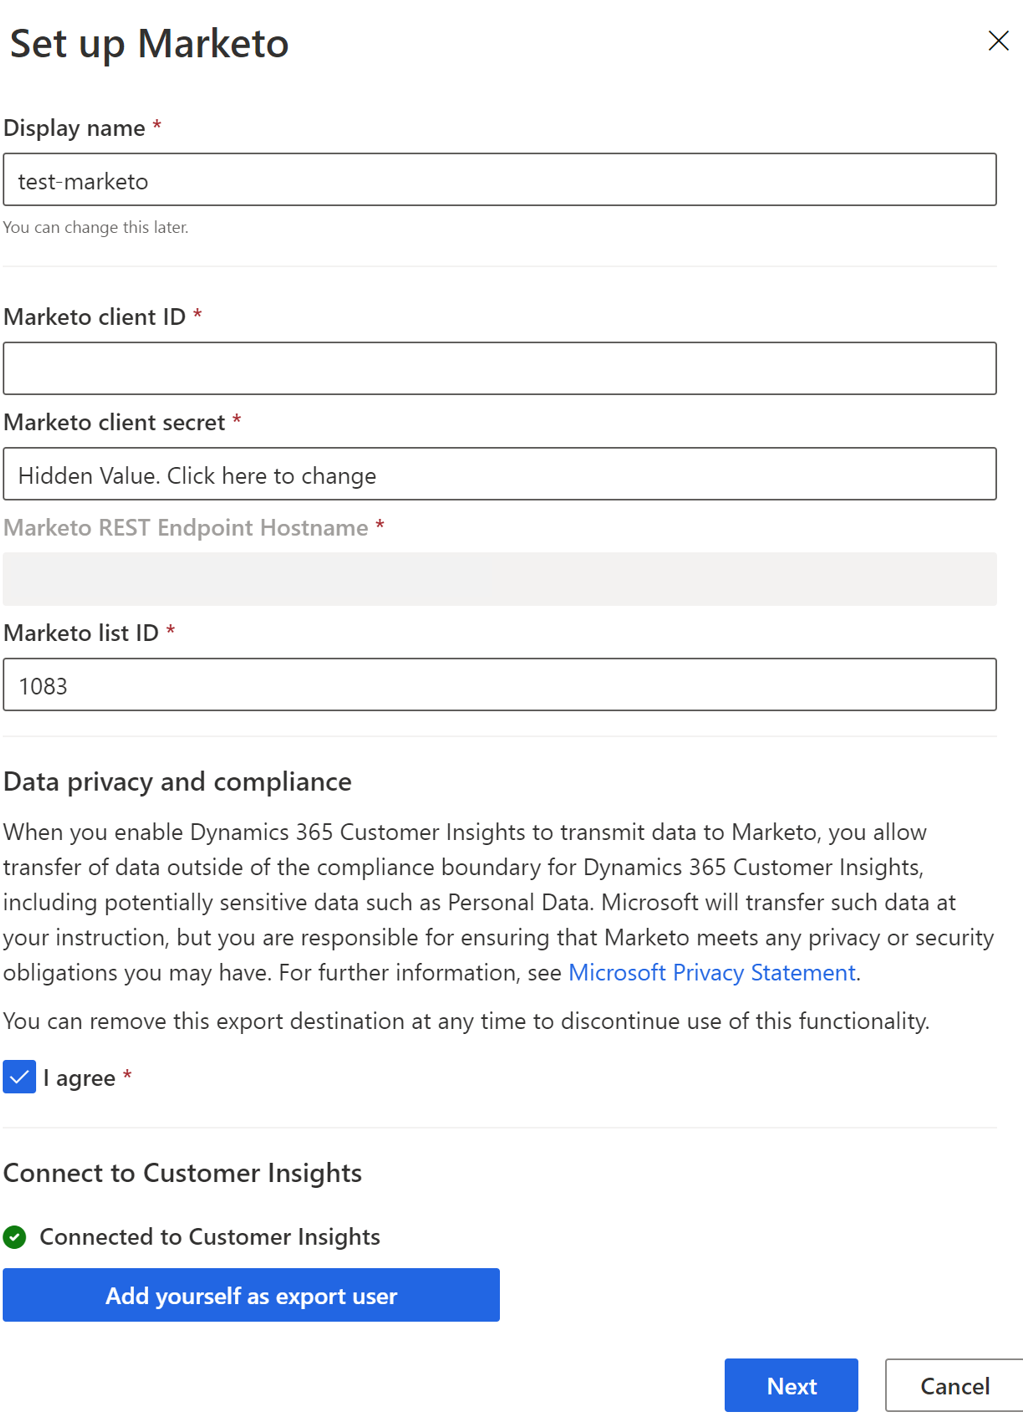 Set up Marketo
Display name *
test-marketo
You can change this later.
Marketo client ID *
Marketo client secret *
Hidden Value. Click here to change
Marketo REST Endpoint Hostname *
Marketo list ID *
1083
Data privacy and compliance
When you enable Dynamics 365 Customer Insights to transmit data to Marketo, you allow
transfer of data outside of the compliance boundary for Dynamics 365 Customer Insights,
including potentially sensitive data such as Personal Data. Microsoft will transfer such data at
your instruction, but you are responsible for ensuring that Marketo meets any privacy or security
obligations you may have. For further information, see Microsoft Privacy Statement.
You can remove this export destination at any time to discontinue use of this functionality.
I agree *
Connect to Customer Insights
Connected to Customer Insights
Add yourself as export user
Next
Cancel